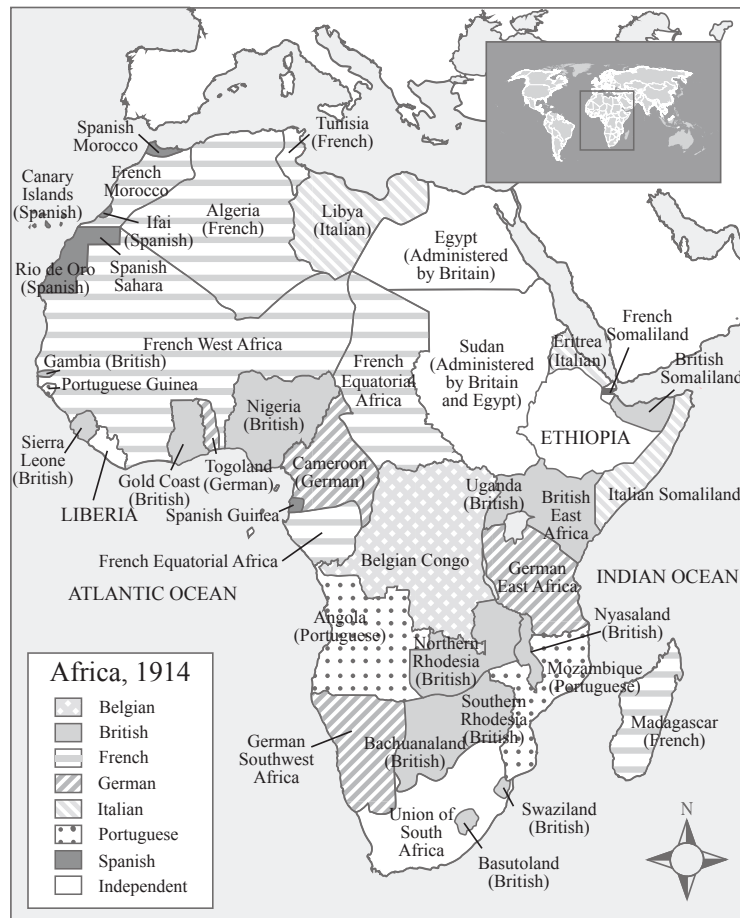 Spanish
Morocco
Tunisia
(French)
Canary
Islands
(Spanish)
French
Morocco
Ifai
(Spanish)
Algeria
(French)
Libya
(Italian)
Egypt
(Administered
by Britain)
Rio de Oro
(Spanish)
Spanish
Sahara
French West Africa
French
Equatorial
Africa
Sudan
(Administered
by Britain
and Egypt)
Eritrea
(Italian)
French
Somaliland
British
Somaliland
Gambia (British)
Portuguese Guinea
Nigeria
(British)
Sierra
Leone
(British)
LIBERIA
Gold Coast
(British)
Togoland
(German)
Cameroon
(German)
ETHIOPIA
Spanish Guinea
Uganda
(British)
British
East
Africa
Italian Somaliland
French Equatorial Africa
Belgian Congo
German
East Africa
ATLANTIC OCEAN
INDIAN OCEAN
Angola
(Portuguese)
Northern
Rhodesia
(British)
Nyasaland
(British)
Mozambique
(Portuguese)
Southern
Rhodesia
(British)
Madagascar
(French)
German
Southwest
Africa
Bachuanaland
(British)
Union of
South
Africa
Swaziland
(British)
Basutoland
(British)
Africa, 1914
Belgian
British
French
German
Italian
Portuguese
Spanish
Independent
N